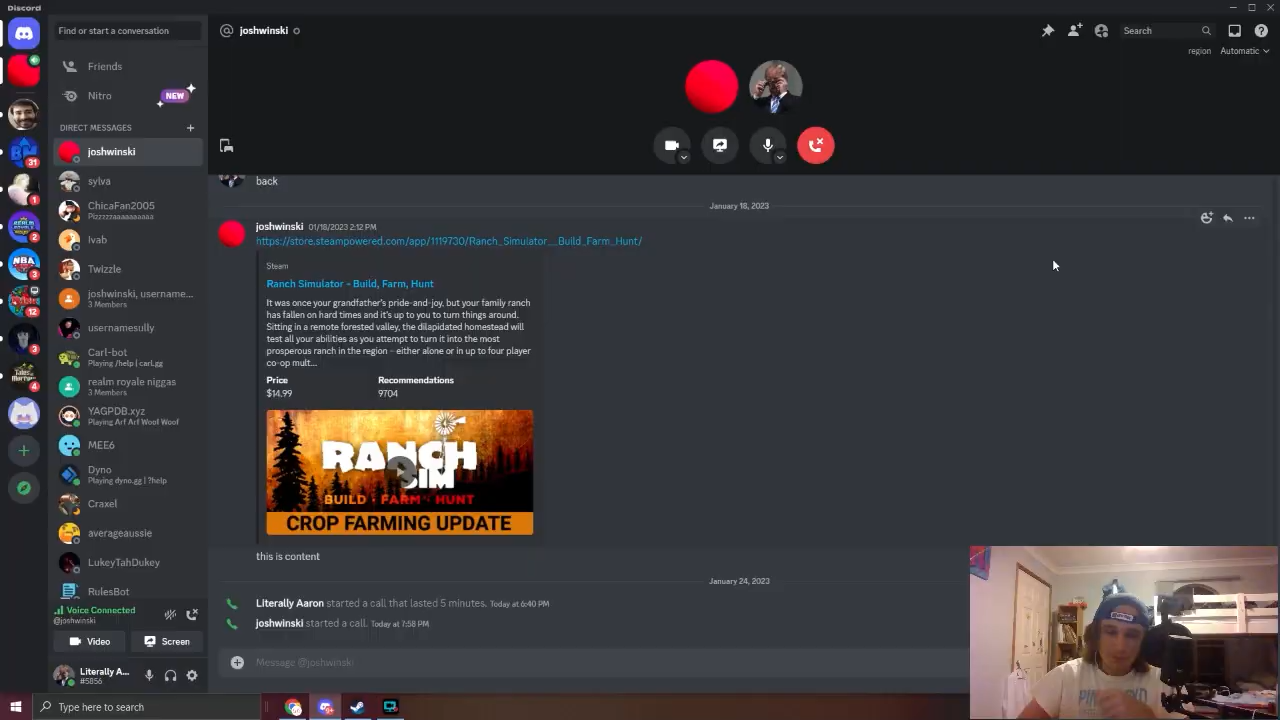 Discord
Find or start a conversation
Friends
Nitro
NEW
DIRECT MESSAGES
joshwinski
sylva
ChicaFan2005
Pizzzzzaaaaaaaaaa
Ivab
Twizzle
joshwinski, username...
3 Members
usernamesully
Carl-bot
Playing /help | carl.gg
realm royale niggas
3 Members
YAGPDB.xyz
Playing Arf Arf Woof Woof
MEE6
Dyno
Playing dyno.gg | ?help
Craxel
averageaussie
LukeyTahDukey
RulesBot
Voice Connected
@joshwinski
Video
Screen
Literally A...
#5856
31
1
2
NBA
3
12
3
4
joshwinski
Search
region
Automatic
back
January 18, 2023
joshwinski 01/18/2023 2:12 PM
https://store.steampowered.com/app/1119730/Ranch_Simulator__Build_Farm_Hunt/
Steam
Ranch Simulator - Build, Farm, Hunt
It was once your grandfather's pride-and-joy, but your family ranch
has fallen on hard times and it's up to you to turn things around.
Sitting in a remote forested valley, the dilapidated homestead will
test all your abilities as you attempt to turn it into the most
prosperous ranch in the region – either alone or in up to four player
co-op mult...
Price
Recommendations
$14.99
9704
RANCH
SIM
BUILD · FARM · HUNT
CROP FARMING UPDATE
this is content
January 24, 2023
Literally Aaron started a call that lasted 5 minutes. Today at 6:40 PM
joshwinski started a call. Today at 7:58 PM
Message @joshwinski
Type here to search